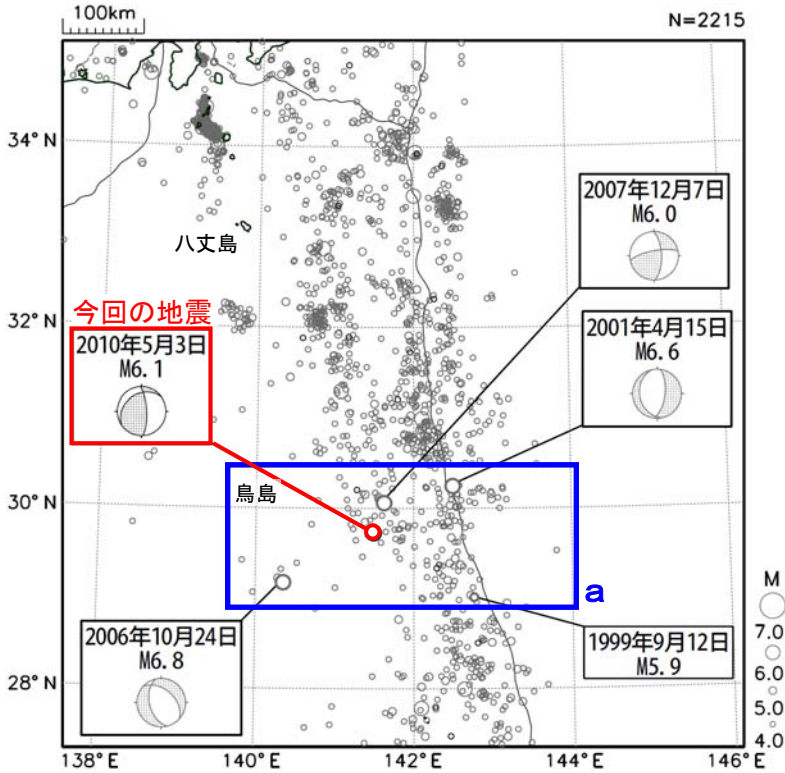 100km
N=2215
34°N
32°N
30°N
28°N
138°E
140°E
142°E
144°E
146°E
八丈島
鳥島
今回の地震
2010年5月3日
M6.1
2007年12月7日
M6.0
2001年4月15日
M6.6
2006年10月24日
M6.8
1999年9月12日
M5.9
a
M
7.0
6.0
5.0
4.0